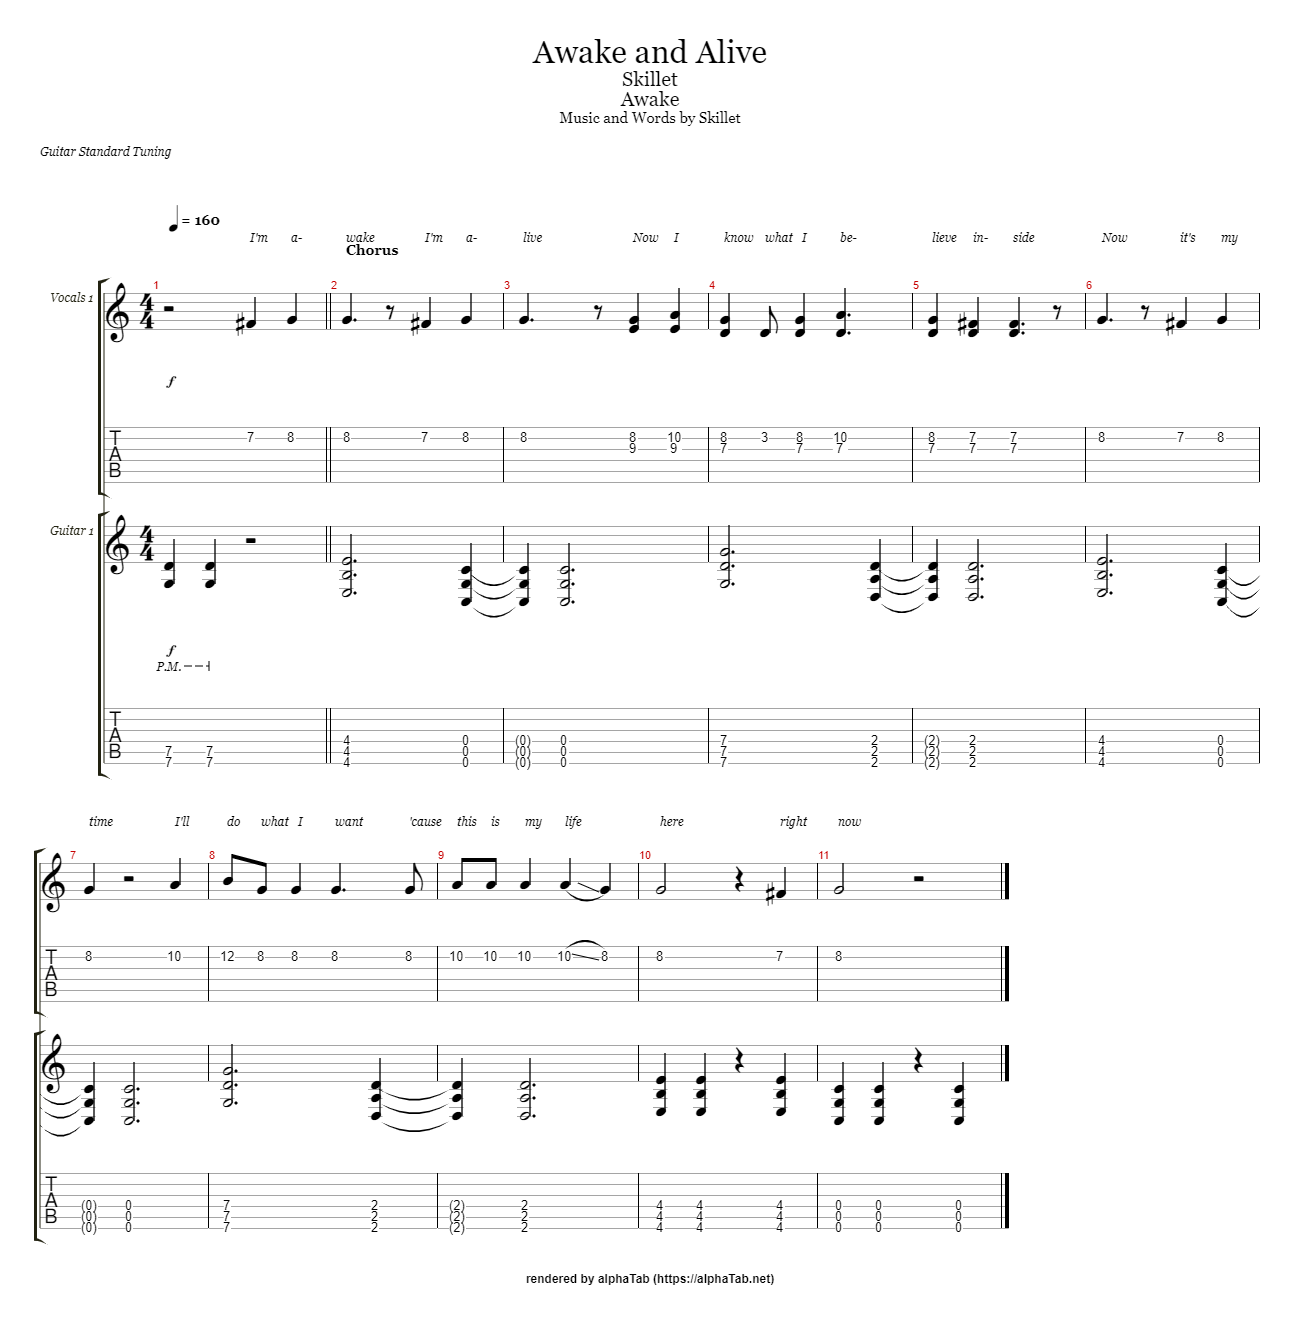 Awake and Alive
Skillet
Awake
Music and Words by Skillet
Guitar Standard Tuning
= 160
I'm a- wake I'm a- live Now I know what I be- lieve in- side Now it's my
Chorus
1 2 3 4 5 6
Vocals 1
4
4
f
7 8 8 7 8 8 8 10 8 3 8 10 8 7 7 8 7 8
T 9 9 7 7 7 7 7 7
A
B
Guitar 1
4
4
f
P.M.
T
A 4 0 (0) 0 7 2 (2) 2 4 0
B 7 7 4 0 (0) 0 7 2 (2) 2 4 0
7 7 4 0 (0) 0 7 2 (2) 2 4 0
time I'll do what I want 'cause this is my life here right now
7 8 9 10 11
T 8 10 12 8 8 8 8 10 10 10 10 8 8 7 8
A
B
T
A (0) 0 7 2 (2) 2 4 4 4 0 0 0
B (0) 0 7 2 (2) 2 4 4 4 0 0 0
(0) 0 7 2 (2) 2 4 4 4 0 0 0
rendered by alphaTab (https://alphaTab.net)